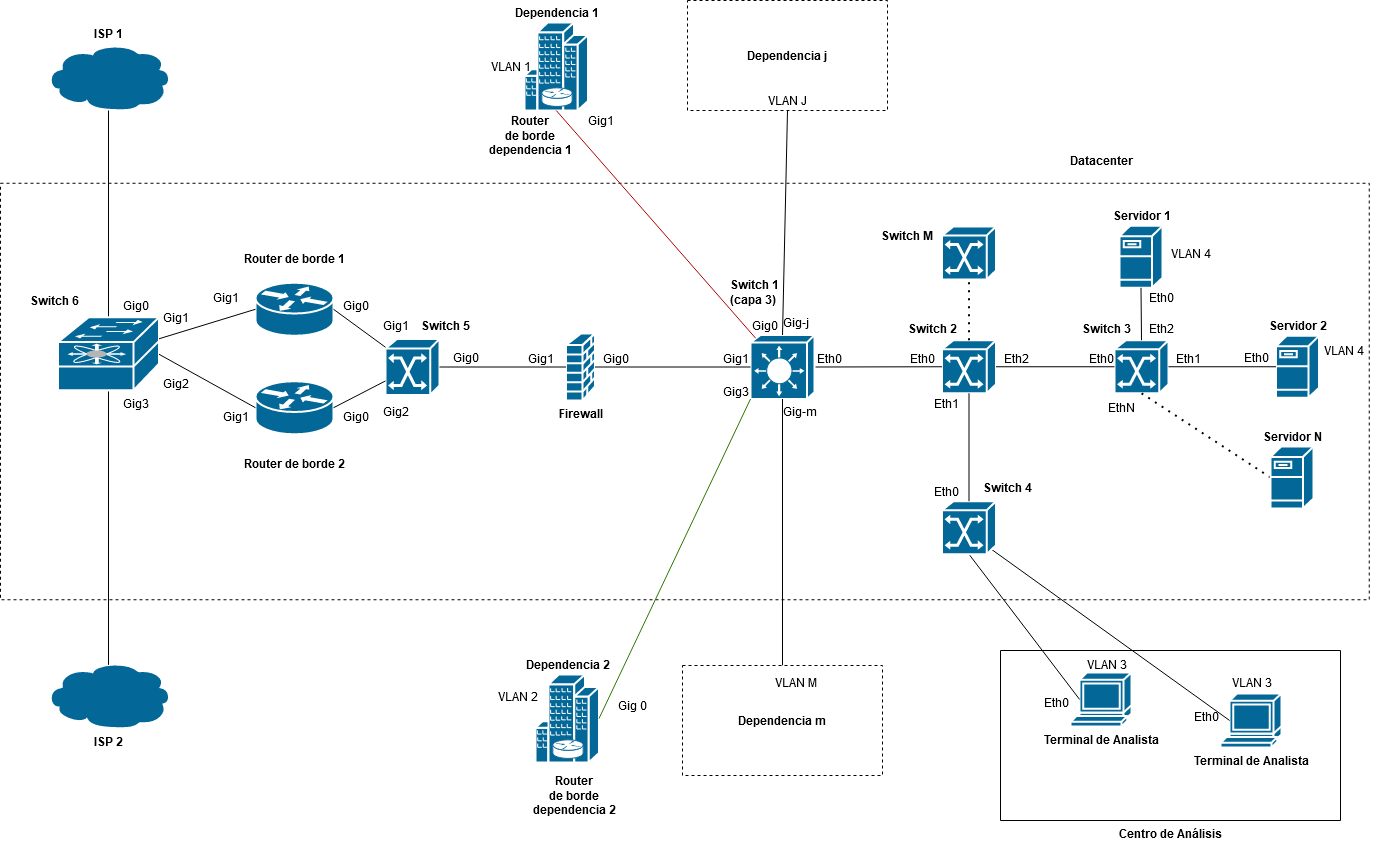 Dependencia 1
ISP 1
VLAN 1
Dependencia j
VLAN J
Gig1
Router
de borde
dependencia 1
Datacenter
Servidor 1
VLAN 4
Switch M
Router de borde 1
Switch 1
(capa 3)
Switch 6
Gig0
Gig1
Gig1
Gig0
Gig1
Switch 5
Gig0
Gig-j
Eth0
Switch 2
Switch 3
Eth2
Servidor 2
VLAN 4
Gig0
Gig1
Gig0
Gig1
Eth0
Eth0
Eth2
Eth0
Eth1
Eth0
Gig2
Gig3
Gig1
Gig0
Gig2
Firewall
Gig3
Gig-m
Eth1
EthN
Router de borde 2
Servidor N
Eth0
Switch 4
Dependencia 2
VLAN 2
Gig 0
VLAN M
Dependencia m
VLAN 3
Eth0
Terminal de Analista
VLAN 3
Eth0
Terminal de Analista
ISP 2
Router
de borde
dependencia 2
Centro de Análisis